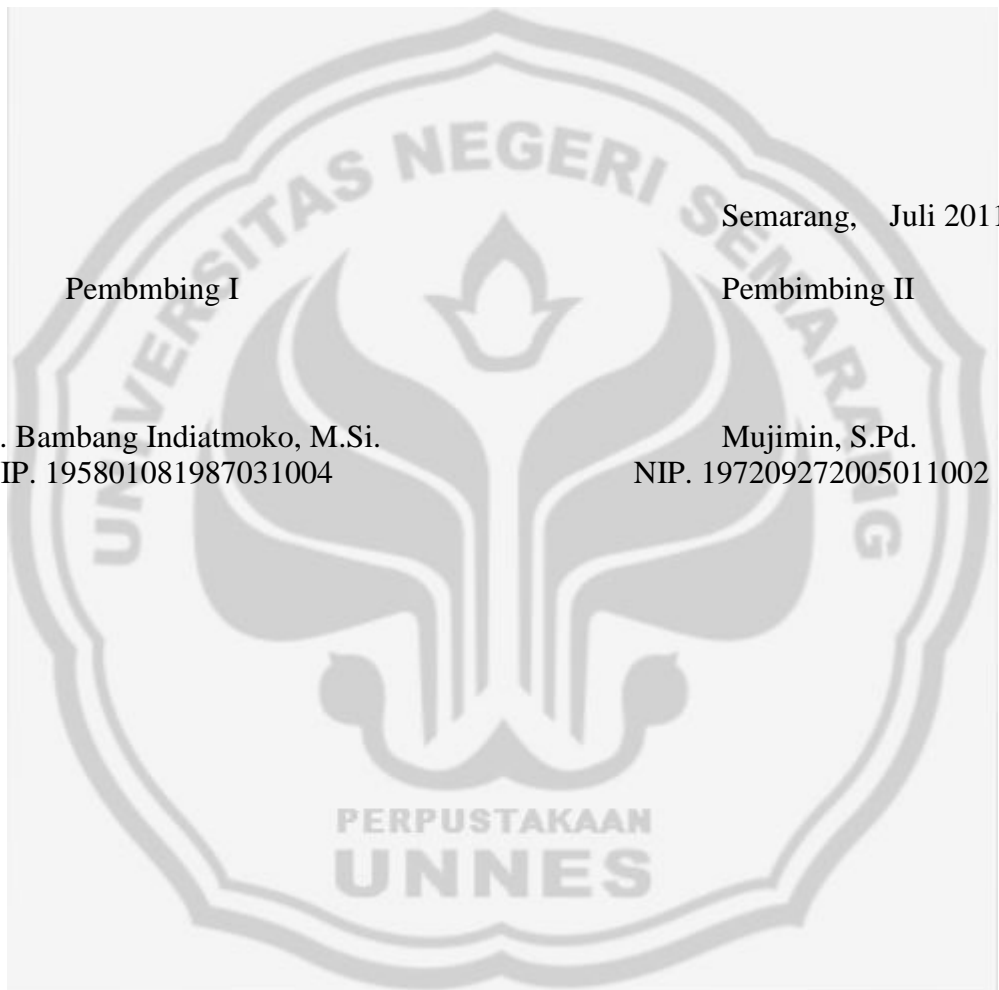 UNIVERSITAS NEGERI SEMARANG
Semarang, Juli 2011
Pembmbing I Pembimbing II
. Bambang Indiatmoko, M.Si. Mujimin, S.Pd.
IP. 195801081987031004 NIP. 197209272005011002
PERPUSTAKAAN
UNNES